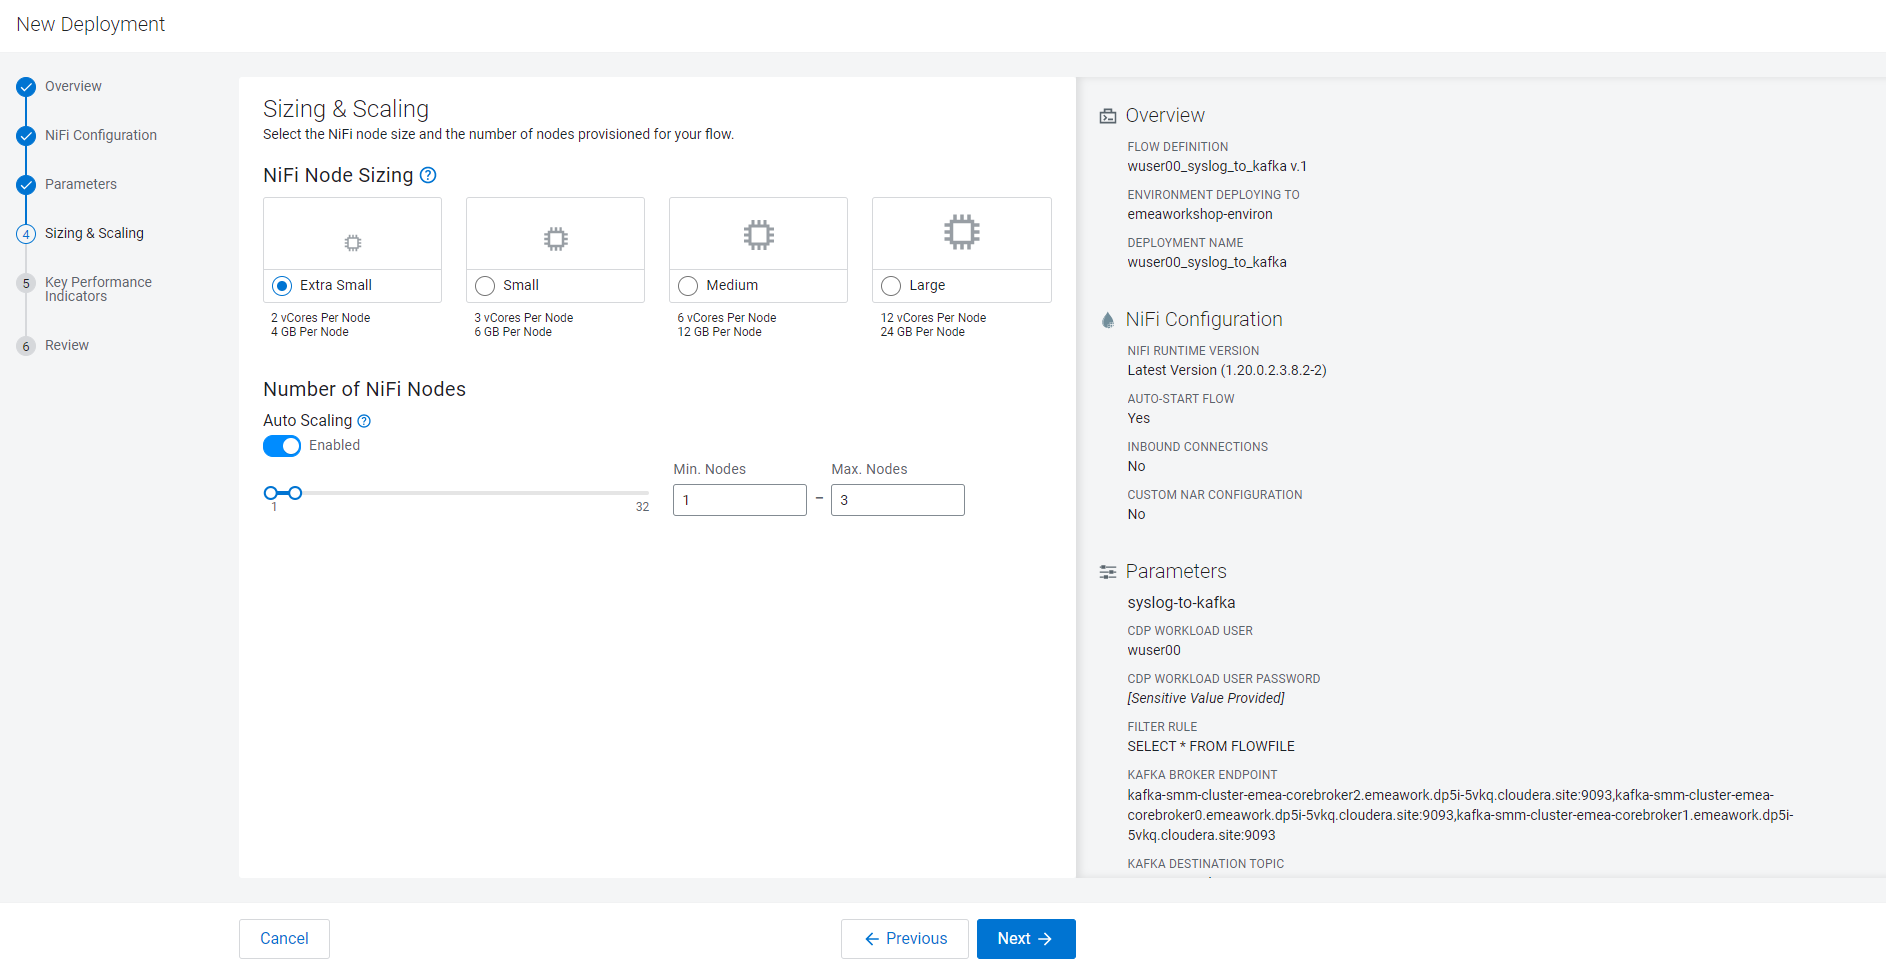 New Deployment
Overview
NiFi Configuration
Parameters
4 Sizing & Scaling
5 Key Performance
Indicators
6 Review
Sizing & Scaling
Select the NiFi node size and the number of nodes provisioned for your flow.
NiFi Node Sizing ?
Extra Small
2 vCores Per Node
4 GB Per Node
Small
3 vCores Per Node
6 GB Per Node
Medium
6 vCores Per Node
12 GB Per Node
Large
12 vCores Per Node
24 GB Per Node
Number of NiFi Nodes
Auto Scaling ?
Enabled
1
32
Min. Nodes
1
–
Max. Nodes
3
Overview
FLOW DEFINITION
wuser00_syslog_to_kafka v.1
ENVIRONMENT DEPLOYING TO
emeaworkshop-environ
DEPLOYMENT NAME
wuser00_syslog_to_kafka
NiFi Configuration
NIFI RUNTIME VERSION
Latest Version (1.20.0.2.3.8.2-2)
AUTO-START FLOW
Yes
INBOUND CONNECTIONS
No
CUSTOM NAR CONFIGURATION
No
Parameters
syslog-to-kafka
CDP WORKLOAD USER
wuser00
CDP WORKLOAD USER PASSWORD
[Sensitive Value Provided]
FILTER RULE
SELECT * FROM FLOWFILE
KAFKA BROKER ENDPOINT
kafka-smm-cluster-emea-corebroker2.emeawork.dp5i-5vkq.cloudera.site:9093,kafka-smm-cluster-emea-
corebroker0.emeawork.dp5i-5vkq.cloudera.site:9093,kafka-smm-cluster-emea-corebroker1.emeawork.dp5i-
5vkq.cloudera.site:9093
KAFKA DESTINATION TOPIC
Cancel
← Previous
Next →